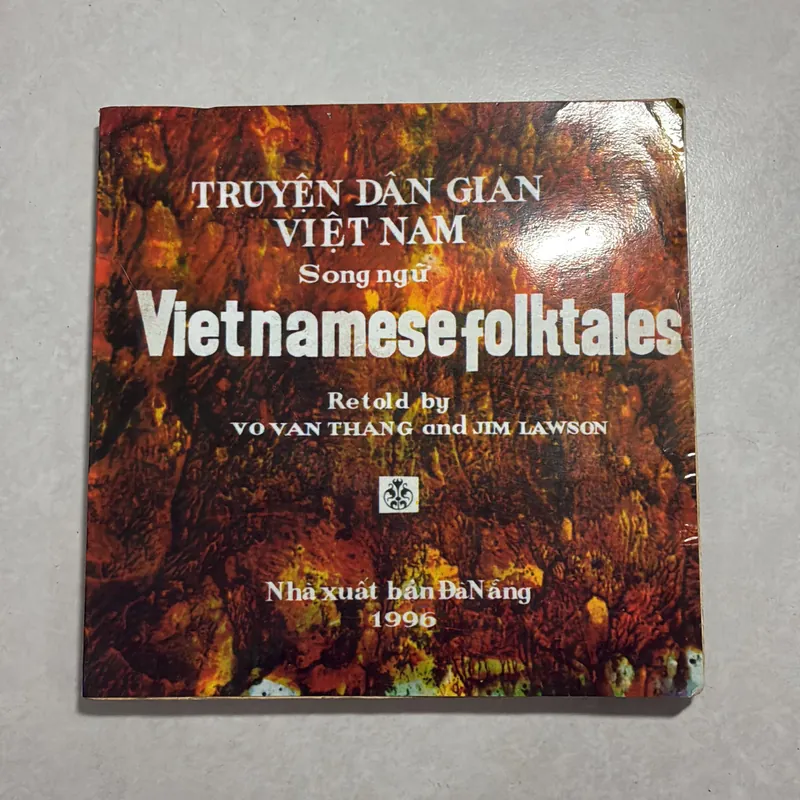 TRUYỆN DÂN GIAN
VIỆT NAM
Song ngữ
Vietnamese folktales
Retold by
VO VAN THANG and JIM LAWSON
Nhà xuất bản Đà Nẵng
1996